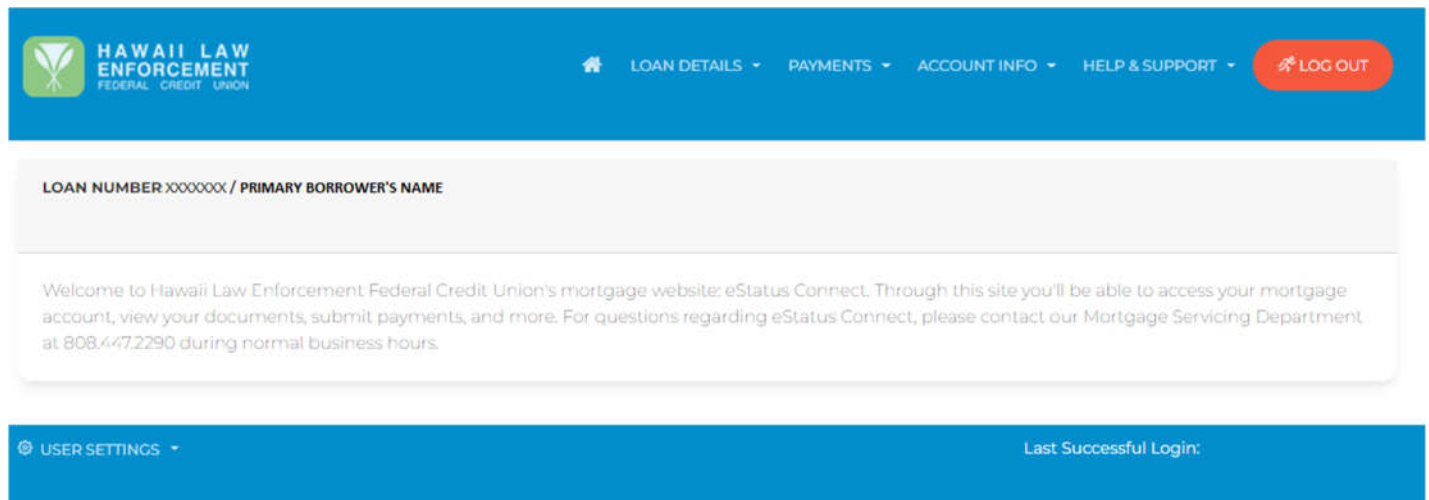 HAWAII LAW
ENFORCEMENT
FEDERAL CREDIT UNION
LOAN DETAILS
PAYMENTS
ACCOUNT INFO
HELP & SUPPORT
LOG OUT
LOAN NUMBER XXXXXXX / PRIMARY BORROWER'S NAME
Welcome to Hawaii Law Enforcement Federal Credit Union's mortgage website: eStatus Connect. Through this site you'll be able to access your mortgage
account, view your documents, submit payments, and more. For questions regarding eStatus Connect, please contact our Mortgage Servicing Department
at 808.447.2290 during normal business hours.
USER SETTINGS
Last Successful Login: